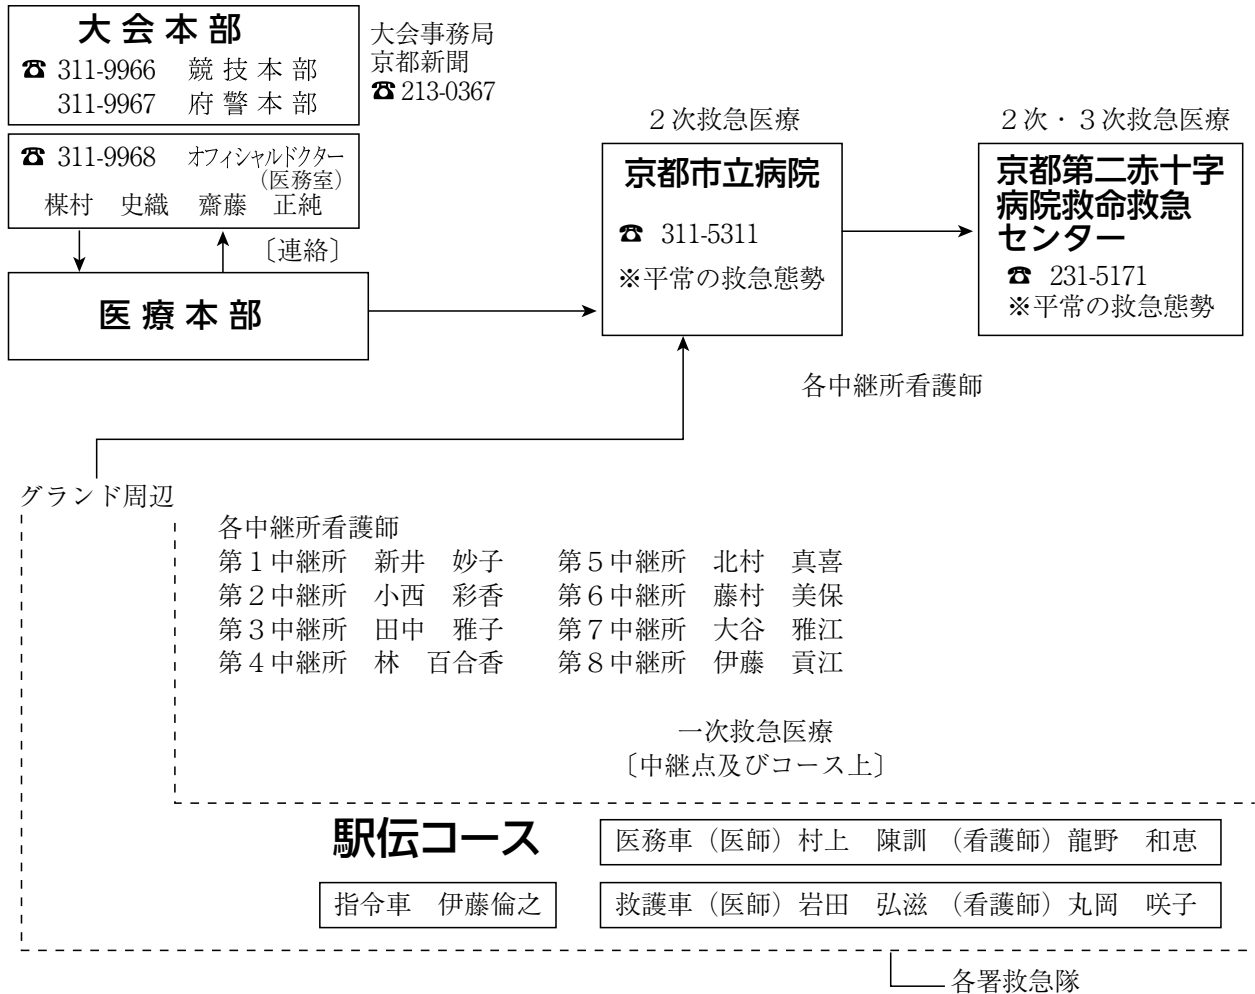 大会本部
☎ 311-9966 競技本部
311-9967 府警本部
大会事務局
京都新聞
☎213-0367
☎ 311-9968 オフィシャルドクター
(医務室)
楳村 史織 齋藤 正純
〔連絡〕
医療本部
2次救急医療
京都市立病院
☎ 311-5311
※平常の救急態勢
2次・3次救急医療
京都第二赤十字
病院救命救急
センター
☎ 231-5171
※平常の救急態勢
各中継所看護師
グランド周辺
各中継所看護師
第1中継所 新井 妙子 第5中継所 北村 真喜
第2中継所 小西 彩香 第6中継所 藤村 美保
第3中継所 田中 雅子 第7中継所 大谷 雅江
第4中継所 林 百合香 第8中継所 伊藤 貢江
一次救急医療
〔中継点及びコース上〕
駅伝コース
医務車（医師）村上 陳訓 （看護師）龍野 和恵
指令車 伊藤倫之
救護車（医師）岩田 弘滋 （看護師）丸岡 咲子
各署救急隊